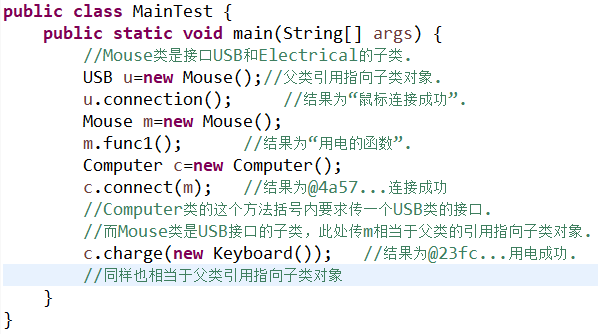 public class MainTest {
public static void main(String[] args) {
//Mouse类是接口USB和Electrical的子类.
USB u=new Mouse();//父类引用指向子类对象.
u.connection(); //结果为“鼠标连接成功”.
Mouse m=new Mouse();
m.func1(); //结果为“用电的函数”.
Computer c=new Computer();
c.connect(m); //结果为@4a57...连接成功
//Computer类的这个方法括号内要求传一个USB类的接口.
//而Mouse类是USB接口的子类，此处传m相当于父类的引用指向子类对象.
c.charge(new Keyboard()); //结果为@23fc...用电成功.
//同样也相当于父类引用指向子类对象
}
}